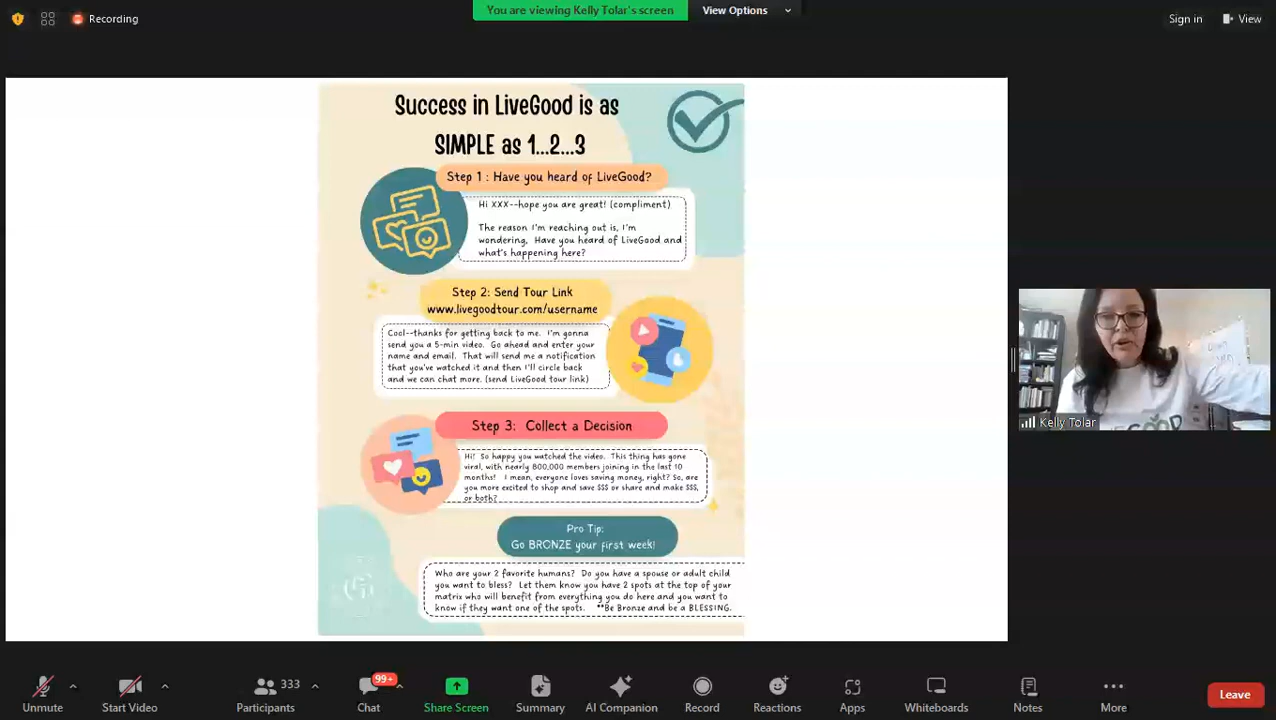 Recording
You are viewing Kelly Tolar's screen
View Options
Sign in
View
Success in LiveGood is as
SIMPLE as 1...2...3
Step 1 : Have you heard of LiveGood?
Hi XXX--hope you are great! (compliment)
The reason I'm reaching out is, I'm
wondering, Have you heard of LiveGood and
what's happening here?
Step 2: Send Tour Link
www.livegoodtour.com/username
Cool--thanks for getting back to me. I'm gonna
send you a 5-min video. Go ahead and enter your
name and email. That will send me a notification
that you've watched it and then I'll circle back
and we can chat more. (send LiveGood tour link)
Step 3: Collect a Decision
Hi! So happy you watched the video. This thing has gone
viral, with nearly 800,000 members joining in the last 10
months! I mean, everyone loves saving money, right? So, are
you more excited to shop and save $$$ or share and make $$$,
or both?
Pro Tip:
Go BRONZE your first week!
Who are your 2 favorite humans? Do you have a spouse or adult child
you want to bless? Let them know you have 2 spots at the top of your
matrix who will benefit from everything you do here and you want to
know if they want one of the spots. **Be Bronze and be a BLESSING.
Kelly Tolar
Unmute
Start Video
Participants
333
Chat
99+
Share Screen
Summary
AI Companion
Record
Reactions
Apps
Whiteboards
Notes
More
Leave